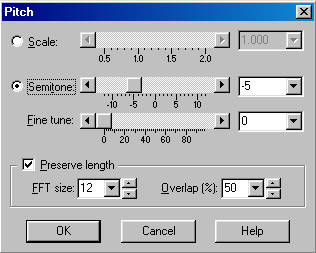 Pitch
Scale: 1.000
0.5 1.0 1.5 2.0
Semitone: -5
-10 -5 0 5 10
Fine tune: 0
0 20 40 60 80
Preserve length
FFT size: 12 Overlap (%): 50
OK Cancel Help